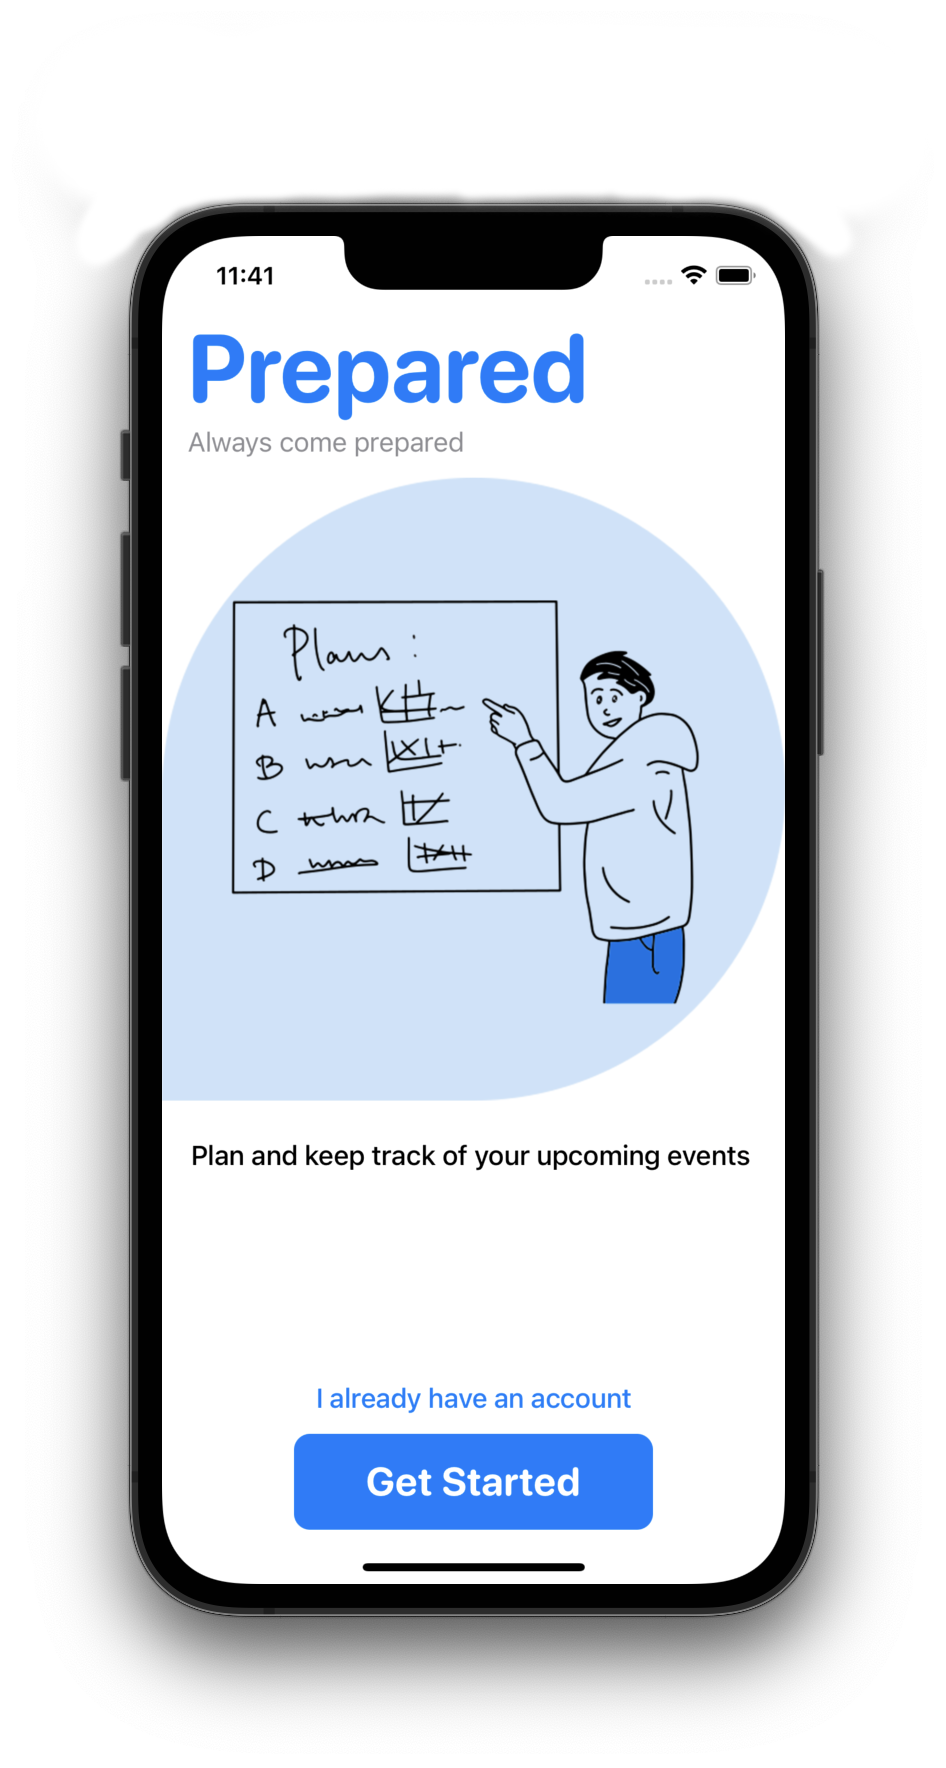 11:41
Prepared
Always come prepared
Plans :
A
B
C
D
Plan and keep track of your upcoming events
I already have an account
Get Started